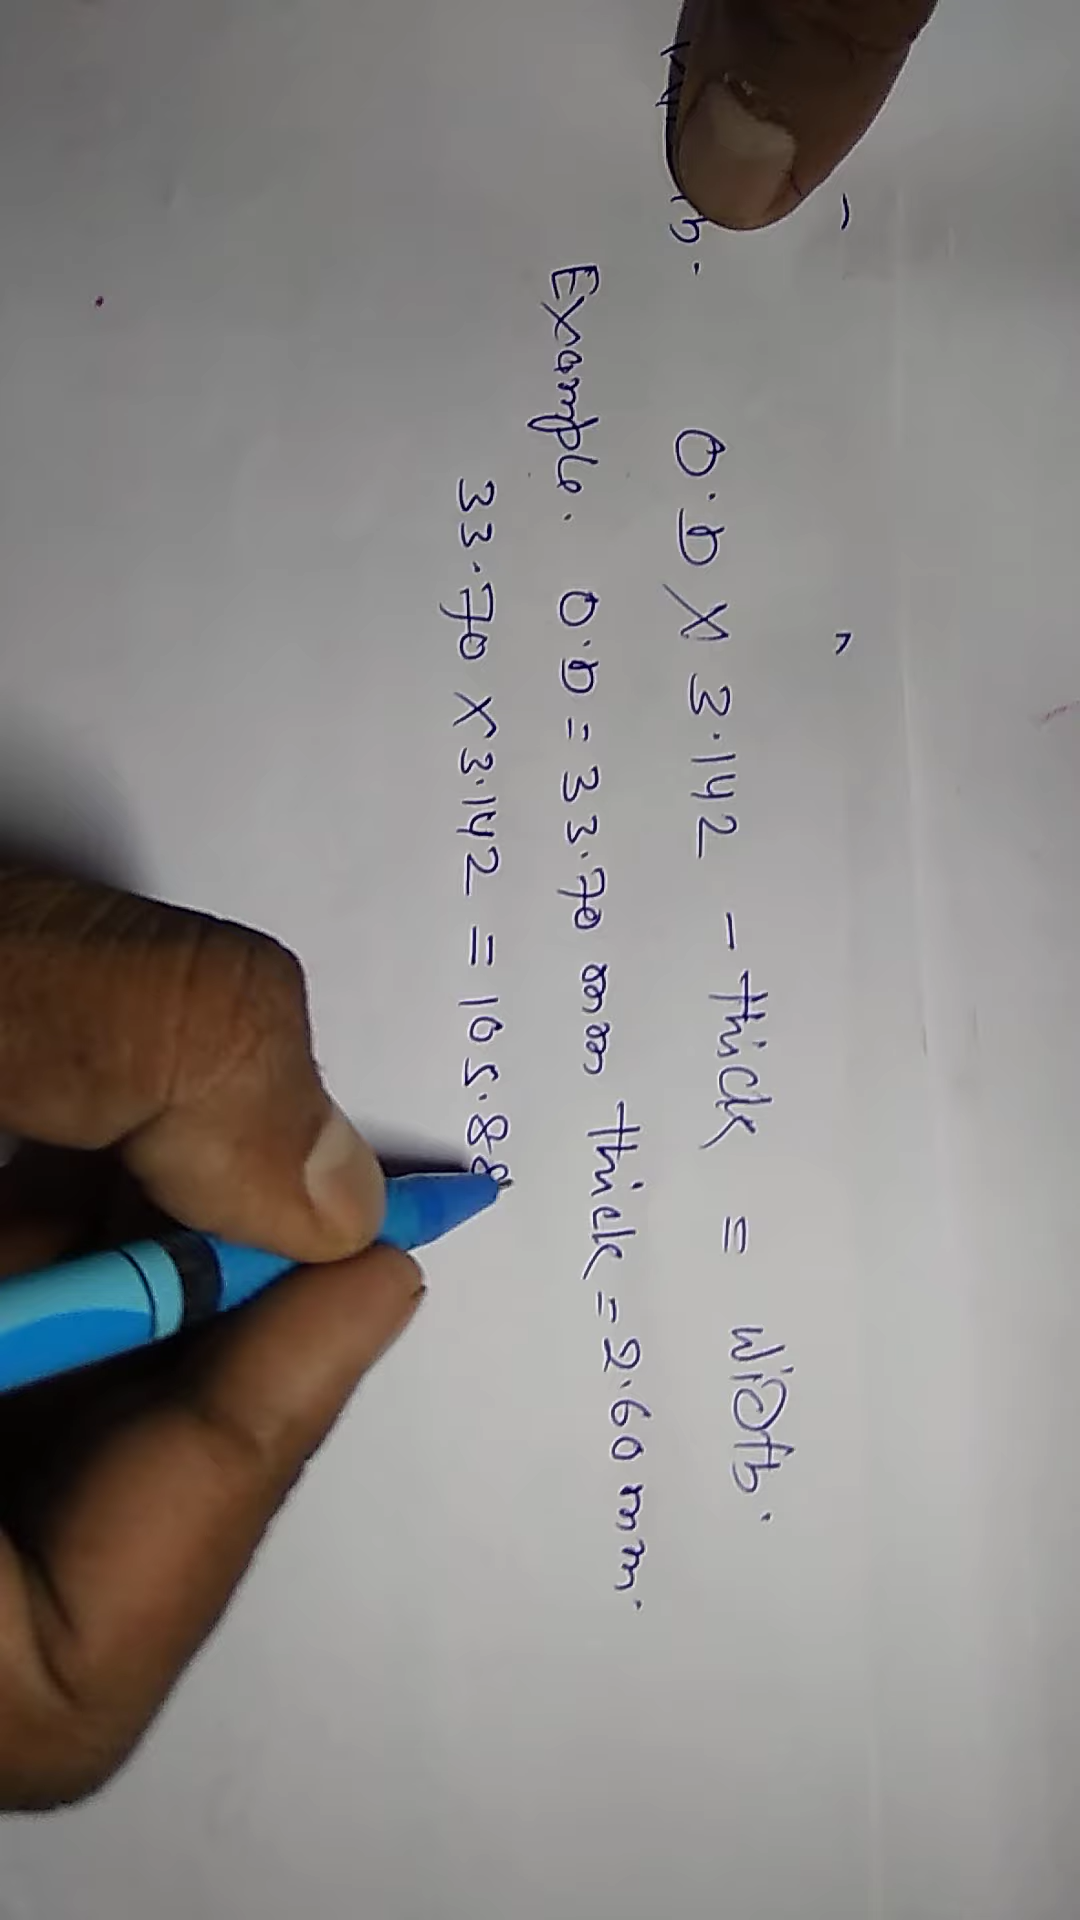 O.D X 3.142 - thick = Width.
Example. O.D = 33.70 mm thick = 2.60 mm.
33.70 X 3.142 = 105.88